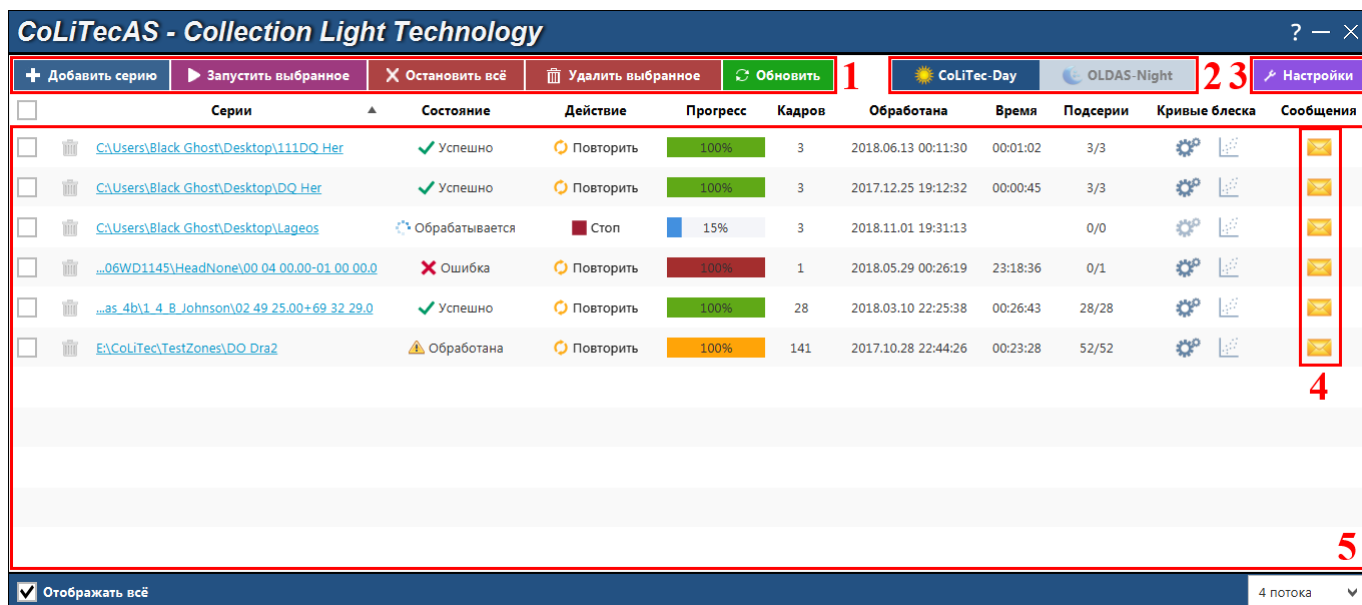 CoLiTecAS - Collection Light Technology ?
Добавить серию Запустить выбранное Остановить всё Удалить выбранное Обновить 1 CoLiTec-Day OLDAS-Night 2 3 Настройки
Серии Состояние Действие Прогресс Кадров Обработана Время Подсерии Кривые блеска Сообщения
C:\Users\Black Ghost\Desktop\111DQ Her Успешно Повторить 100% 3 2018.06.13 00:11:30 00:01:02 3/3
C:\Users\Black Ghost\Desktop\DQ Her Успешно Повторить 100% 3 2017.12.25 19:12:32 00:00:45 3/3
C:\Users\Black Ghost\Desktop\Lageos Обрабатывается Стоп 15% 3 2018.11.01 19:31:13 0/0
...06WD1145\HeadNone\00 04 00.00-01 00 00.0 Ошибка Повторить 100% 1 2018.05.29 00:26:19 23:18:36 0/1
...as_4b\1_4_B_Johnson\02 49 25.00+69 32 29.0 Успешно Повторить 100% 28 2018.03.10 22:25:38 00:26:43 28/28
E:\CoLiTec\TestZones\DO Dra2 Обработана Повторить 100% 141 2017.10.28 22:44:26 00:23:28 52/52
4
5
Отображать всё 4 потока